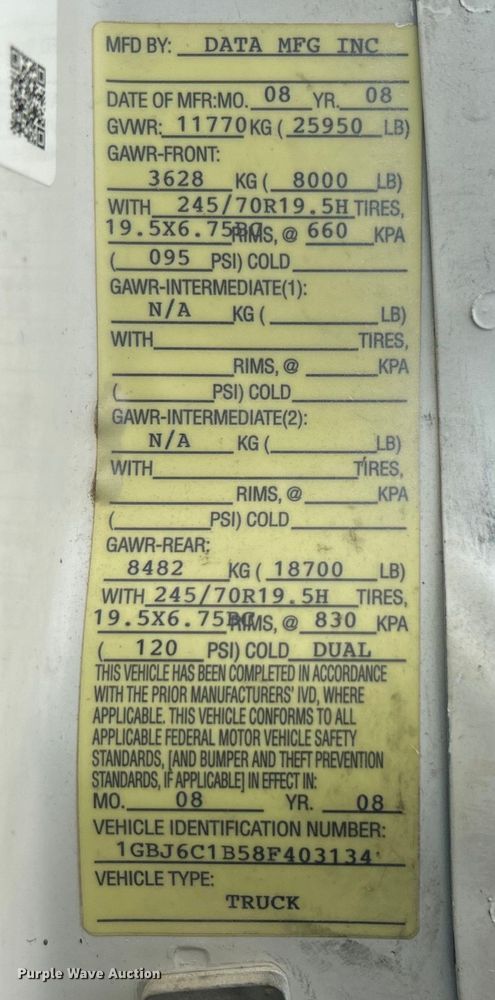 MFD BY: DATA MFG INC
DATE OF MFR:MO. 08 YR. 08
GVWR: 11770 KG ( 25950 LB)
GAWR-FRONT:
3628 KG ( 8000 LB)
WITH 245/70R19.5H TIRES,
19.5X6.75DC RIMS, @ 660 KPA
( 095 PSI) COLD
GAWR-INTERMEDIATE(1):
N/A KG ( LB)
WITH TIRES,
RIMS, @ KPA
( PSI) COLD
GAWR-INTERMEDIATE(2):
N/A KG ( LB)
WITH TIRES,
RIMS, @ KPA
( PSI) COLD
GAWR-REAR:
8482 KG ( 18700 LB)
WITH 245/70R19.5H TIRES,
19.5X6.75DC RIMS, @ 830 KPA
( 120 PSI) COLD DUAL
THIS VEHICLE HAS BEEN COMPLETED IN ACCORDANCE
WITH THE PRIOR MANUFACTURERS' IVD, WHERE
APPLICABLE. THIS VEHICLE CONFORMS TO ALL
APPLICABLE FEDERAL MOTOR VEHICLE SAFETY
STANDARDS, [AND BUMPER AND THEFT PREVENTION
STANDARDS, IF APPLICABLE] IN EFFECT IN:
MO. 08 YR. 08
VEHICLE IDENTIFICATION NUMBER:
1GBJ6C1B58F403134
VEHICLE TYPE:
TRUCK
Purple Wave Auction